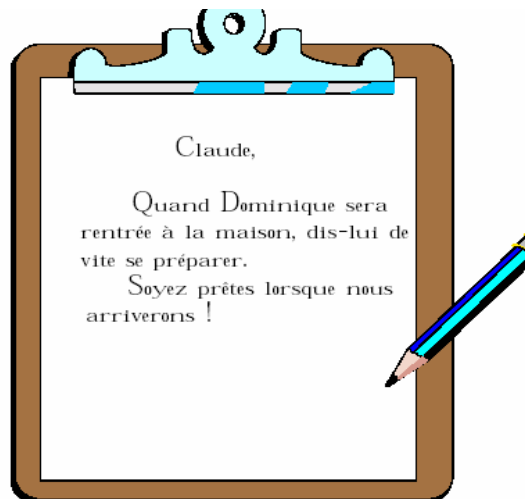 Claude,
Quand Dominique sera
rentrée à la maison, dis-lui de
vite se préparer.
Soyez prêtes lorsque nous
arriverons !